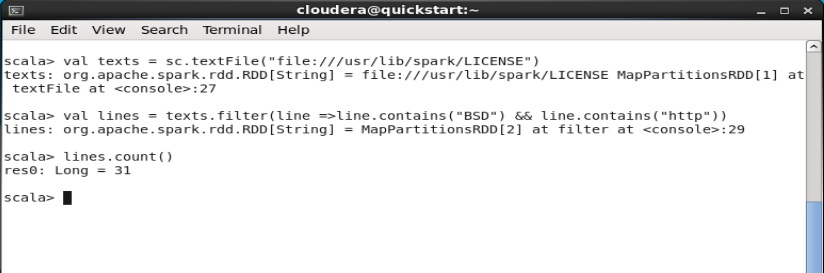 cloudera@quickstart:~
File Edit View Search Terminal Help
scala> val texts = sc.textFile("file:///usr/lib/spark/LICENSE")
texts: org.apache.spark.rdd.RDD[String] = file:///usr/lib/spark/LICENSE MapPartitionsRDD[1] at
 textFile at <console>:27
scala> val lines = texts.filter(line =>line.contains("BSD") && line.contains("http"))
lines: org.apache.spark.rdd.RDD[String] = MapPartitionsRDD[2] at filter at <console>:29
scala> lines.count()
res0: Long = 31
scala>